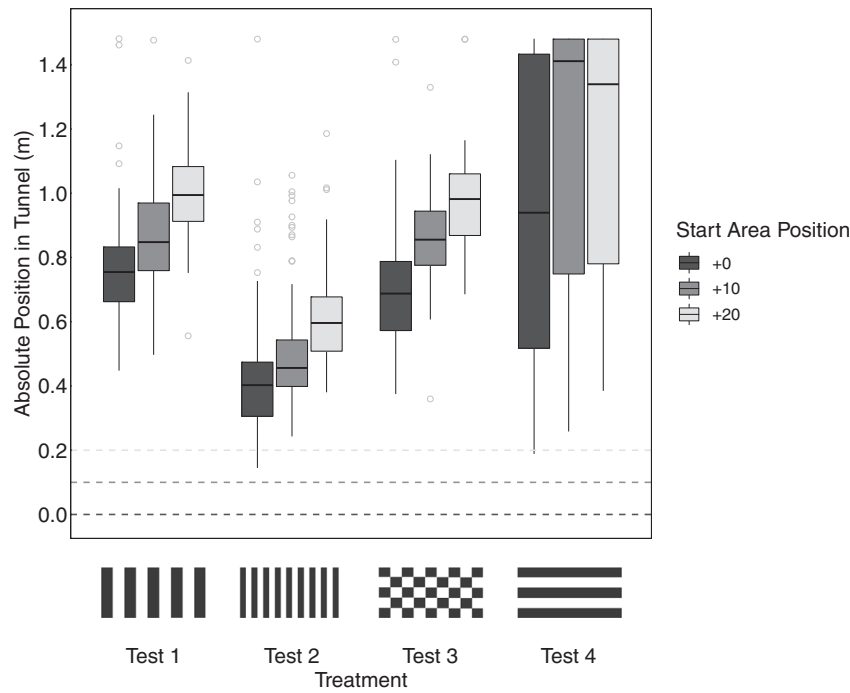 Absolute Position in Tunnel (m)
1.4
1.2
1.0
0.8
0.6
0.4
0.2
0.0
Start Area Position
+0
+10
+20
Test 1 Test 2 Test 3 Test 4
Treatment